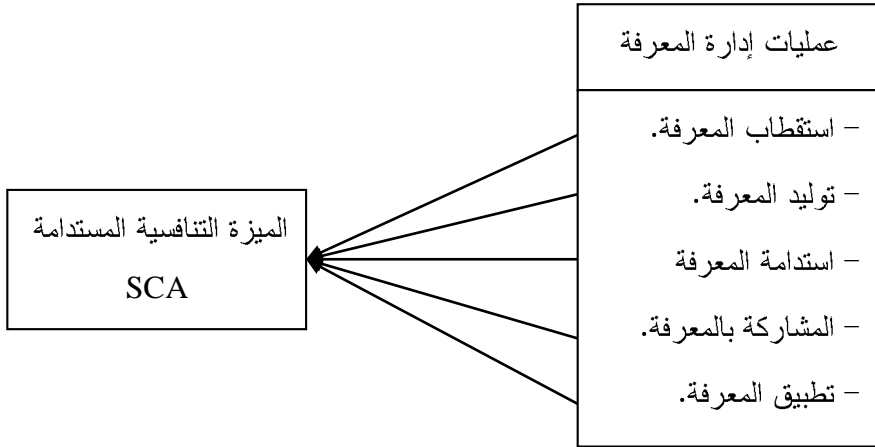 عمليات إدارة المعرفة
– استقطاب المعرفة.
– توليد المعرفة.
– استدامة المعرفة
– المشاركة بالمعرفة.
– تطبيق المعرفة.
الميزة التنافسية المستدامة
SCA